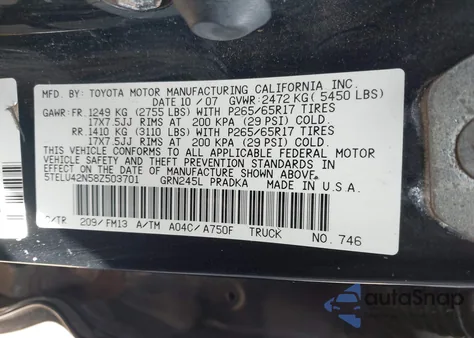 MFD. BY: TOYOTA MOTOR MANUFACTURING CALIFORNIA INC.
DATE 10 / 07 GVWR: 2472 KG( 5450 LBS)
GAWR: FR. 1249 KG (2755 LBS) WITH P265/65R17 TIRES
17X7.5JJ RIMS AT 200 KPA (29 PSI) COLD.
RR. 1410 KG (3110 LBS) WITH P265/65R17 TIRES
17X7.5JJ RIMS AT 200 KPA (29 PSI) COLD.
THIS VEHICLE CONFORMS TO ALL APPLICABLE FEDERAL MOTOR
VEHICLE SAFETY AND THEFT PREVENTION STANDARDS IN
EFFECT ON THE DATE OF MANUFACTURE SHOWN ABOVE.
5TELU42N58Z503701 GRN245L PRADKA MADE IN U.S.A.
C/TR 209/FM13 A/TM A04C/A750F TRUCK NO. 746
autoSnap